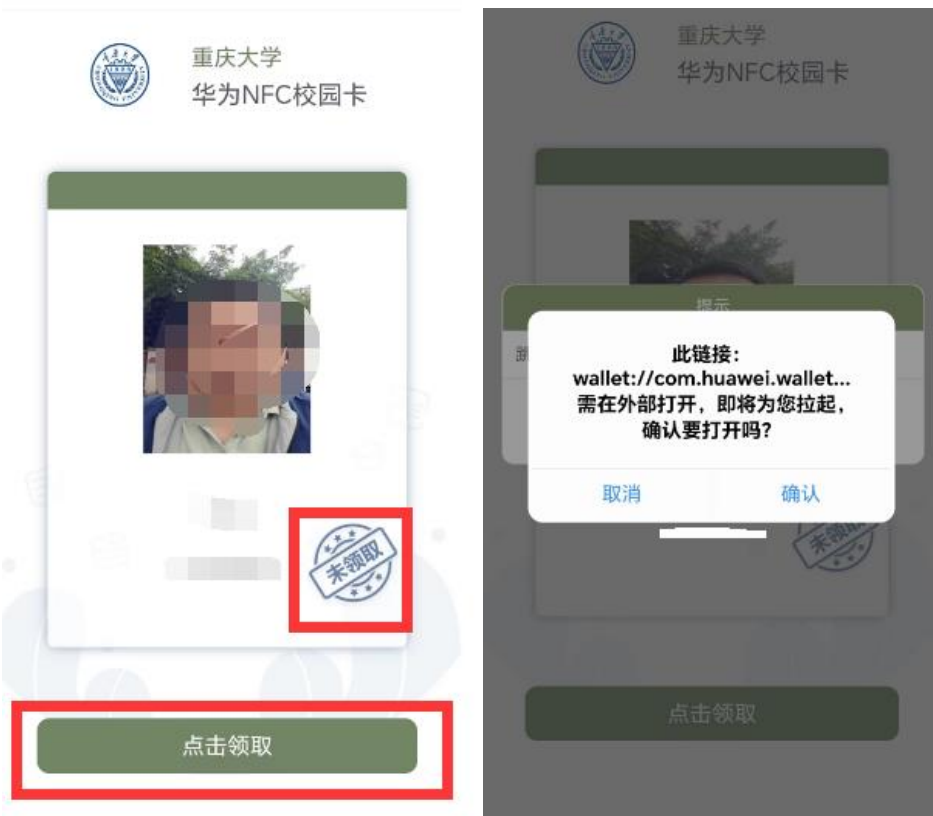 重庆大学
华为NFC校园卡
未领取
点击领取
重庆大学
华为NFC校园卡
提示
此链接：
wallet://com.huawei.wallet...
需在外部打开，即将为您拉起，
确认要打开吗？
取消
确认
未领取
点击领取